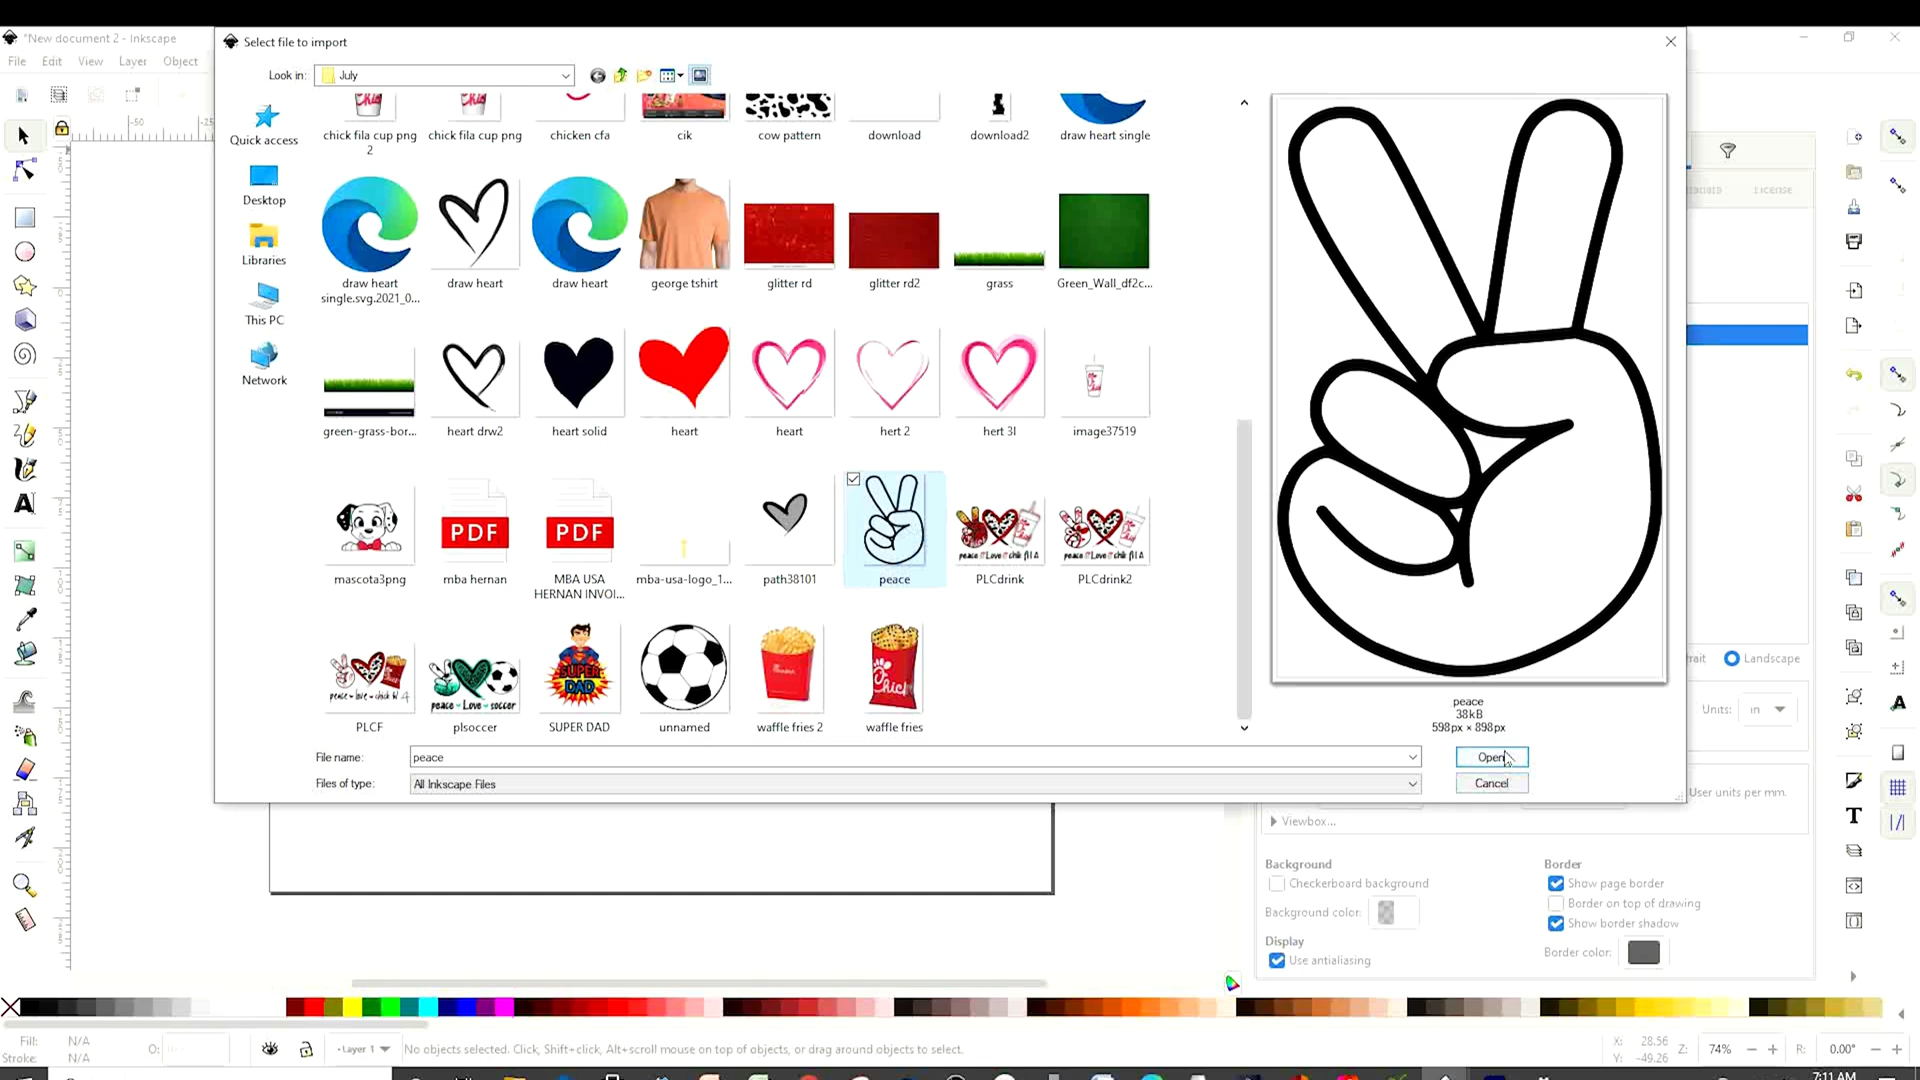 *New document 2 - Inkscape
File Edit View Layer Object
Select file to import
Look in: July
-50
Quick access
Desktop
Libraries
This PC
Network
chick fila cup png 2
chick fila cup png
chicken cfa
cik
cow pattern
download
download2
draw heart single
draw heart
single.svg.2021_0...
draw heart
draw heart
george tshirt
glitter rd
glitter rd2
grass
Green_Wall_df2c...
green-grass-bor...
heart drw2
heart solid
heart
heart
hert 2
hert 3l
image37519
PDF
PDF
mascota3png
mba hernan
MBA USA
HERNAN INVOI...
mba-usa-logo_1...
path38101
peace
PLCdrink
PLCdrink2
SUPER
DAD
PLCF
plsoccer
SUPER DAD
unnamed
waffle fries 2
waffle fries
peace
38kB
598px × 898px
File name: peace
Open
Files of type: All Inkscape Files
Cancel
License
Landscape
Units: in
User units per mm.
Viewbox...
Background
Border
Checkerboard background
Show page border
Background color:
Border on top of drawing
Show border shadow
Display
Use antialiasing
Border color:
Fill: N/A
Stroke: N/A
O:
Layer 1
No objects selected. Click, Shift+click, Alt+scroll mouse on top of objects, or drag around objects to select.
X: 28.56
Y: -49.26
Z: 74%
R: 0.00°
7:11 AM